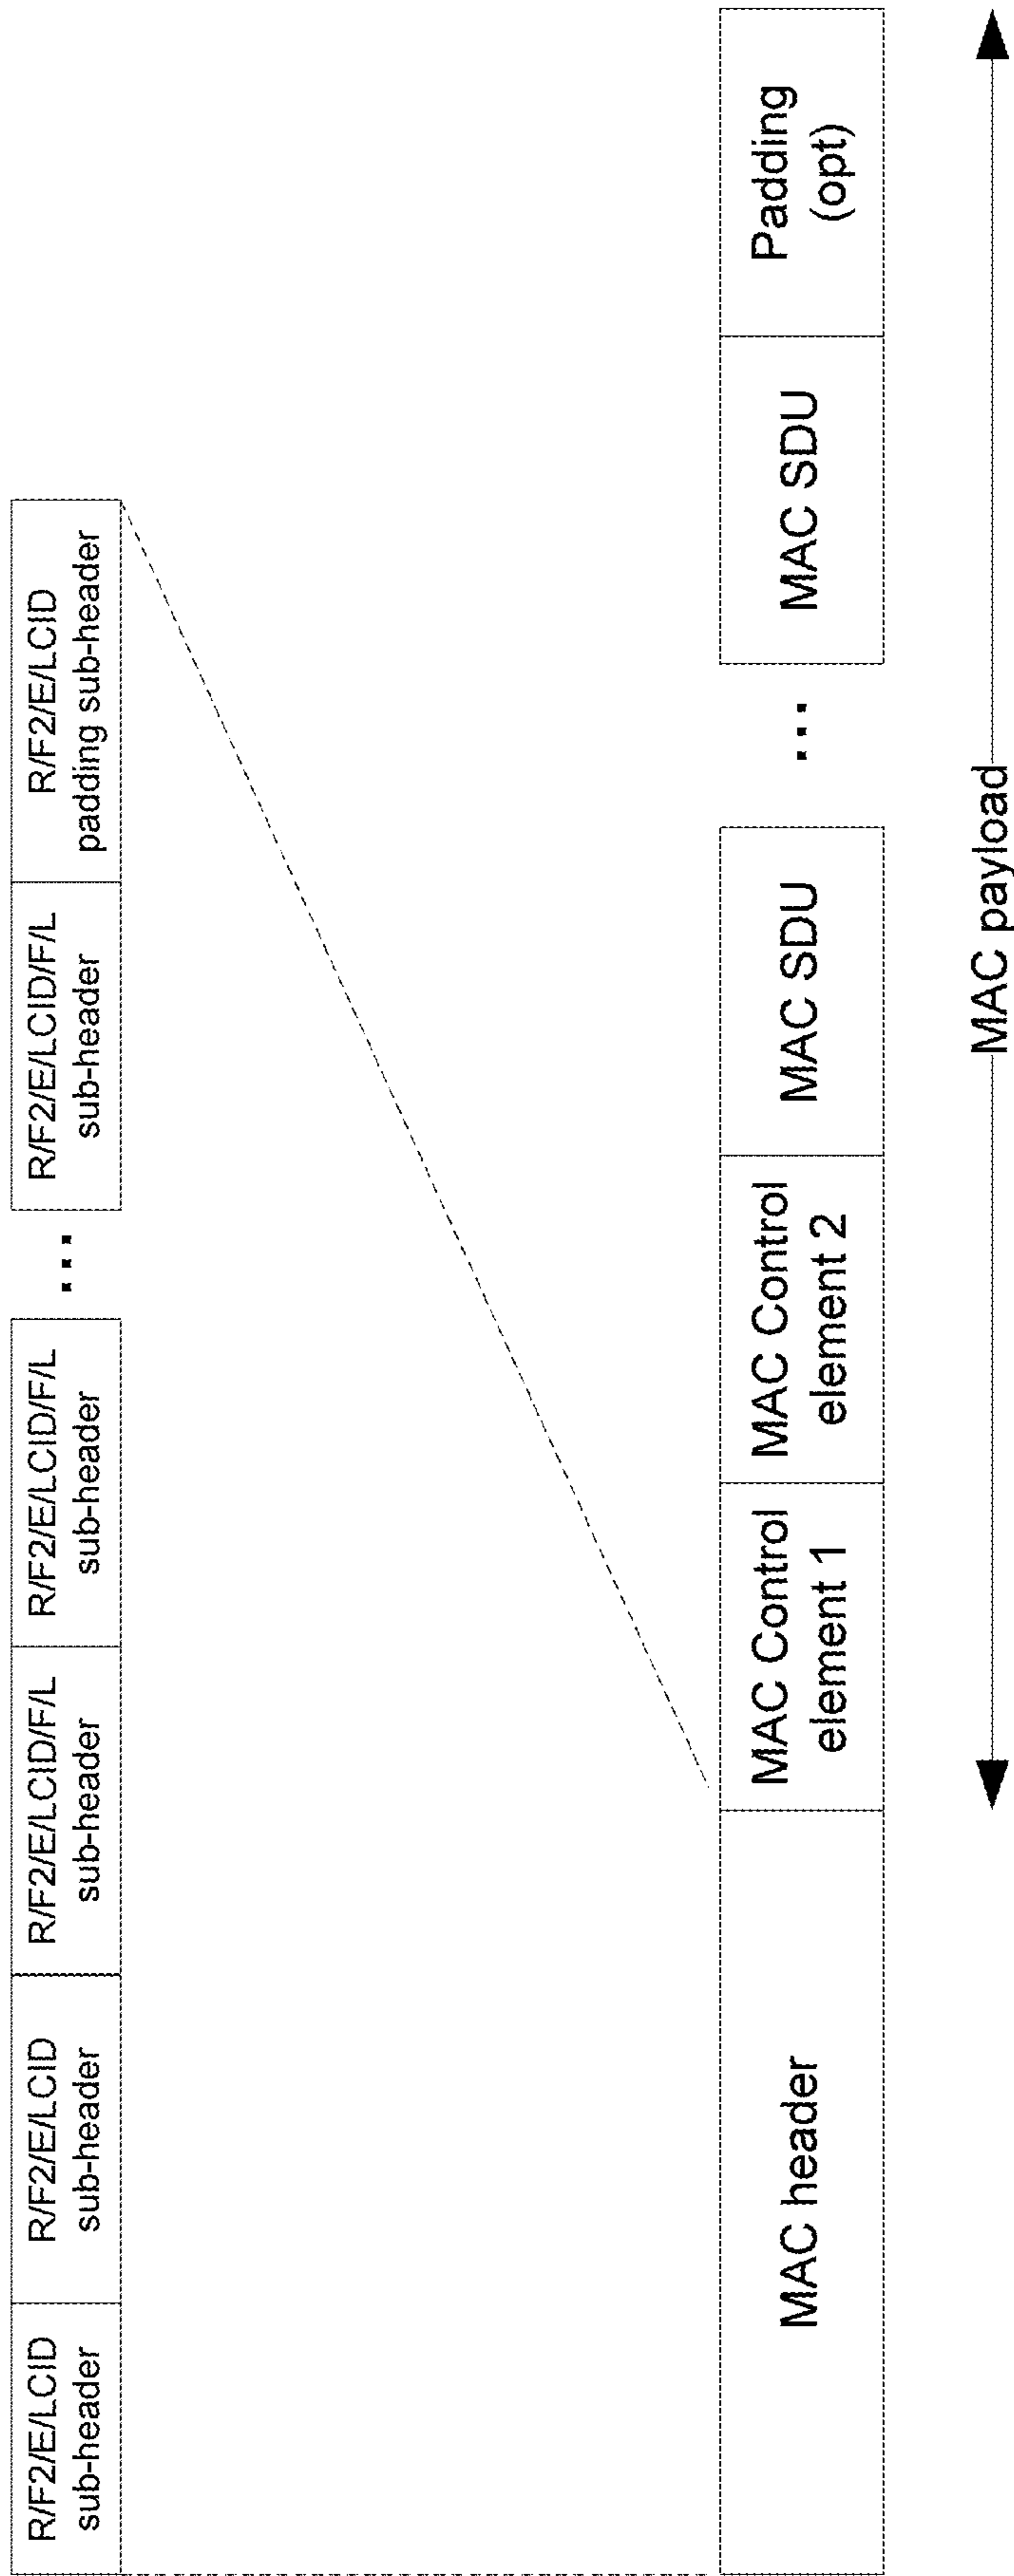 R/F2/E/LCID
sub-header
R/F2/E/LCID
sub-header
R/F2/E/LCID/F/L
sub-header
R/F2/E/LCID/F/L
sub-header
...
R/F2/E/LCID/F/L
sub-header
R/F2/E/LCID
padding sub-header
MAC header
MAC Control
element 1
MAC Control
element 2
MAC SDU
...
MAC SDU
Padding
(opt)
MAC payload